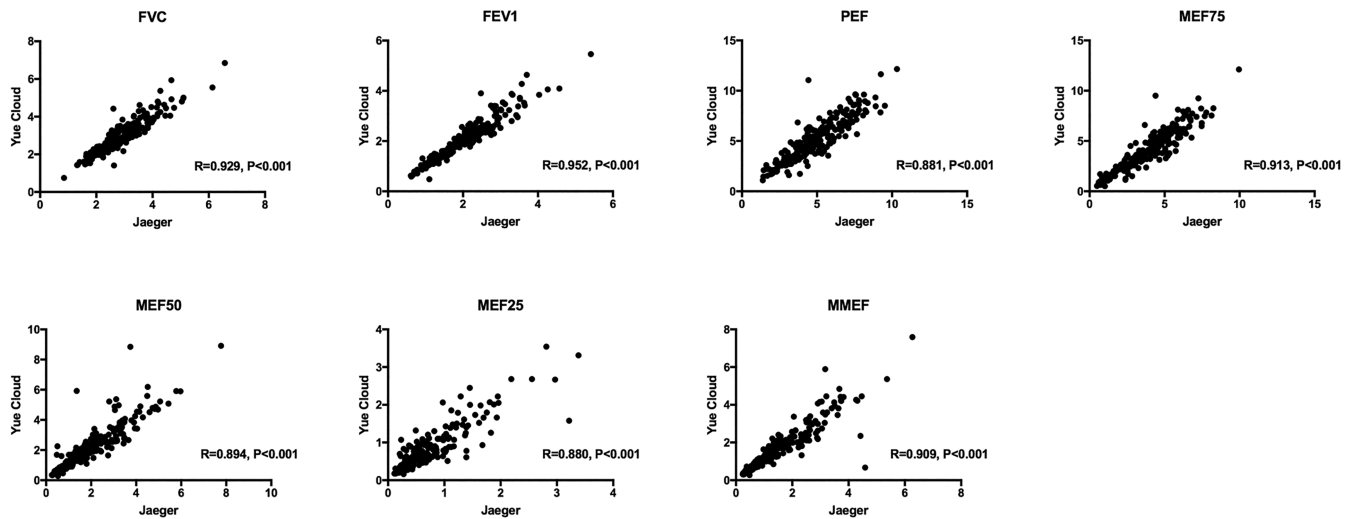 FVC
8
6
4
2
0
Yue Cloud
R=0.929, P<0.001
0 2 4 6 8
Jaeger
FEV1
6
4
2
0
Yue Cloud
R=0.952, P<0.001
0 2 4 6
Jaeger
PEF
15
10
5
0
Yue Cloud
R=0.881, P<0.001
0 5 10 15
Jaeger
MEF75
15
10
5
0
Yue Cloud
R=0.913, P<0.001
0 5 10 15
Jaeger
MEF50
10
8
6
4
2
0
Yue Cloud
R=0.894, P<0.001
0 2 4 6 8 10
Jaeger
MEF25
4
3
2
1
0
Yue Cloud
R=0.880, P<0.001
0 1 2 3 4
Jaeger
MMEF
8
6
4
2
0
Yue Cloud
R=0.909, P<0.001
0 2 4 6 8
Jaeger